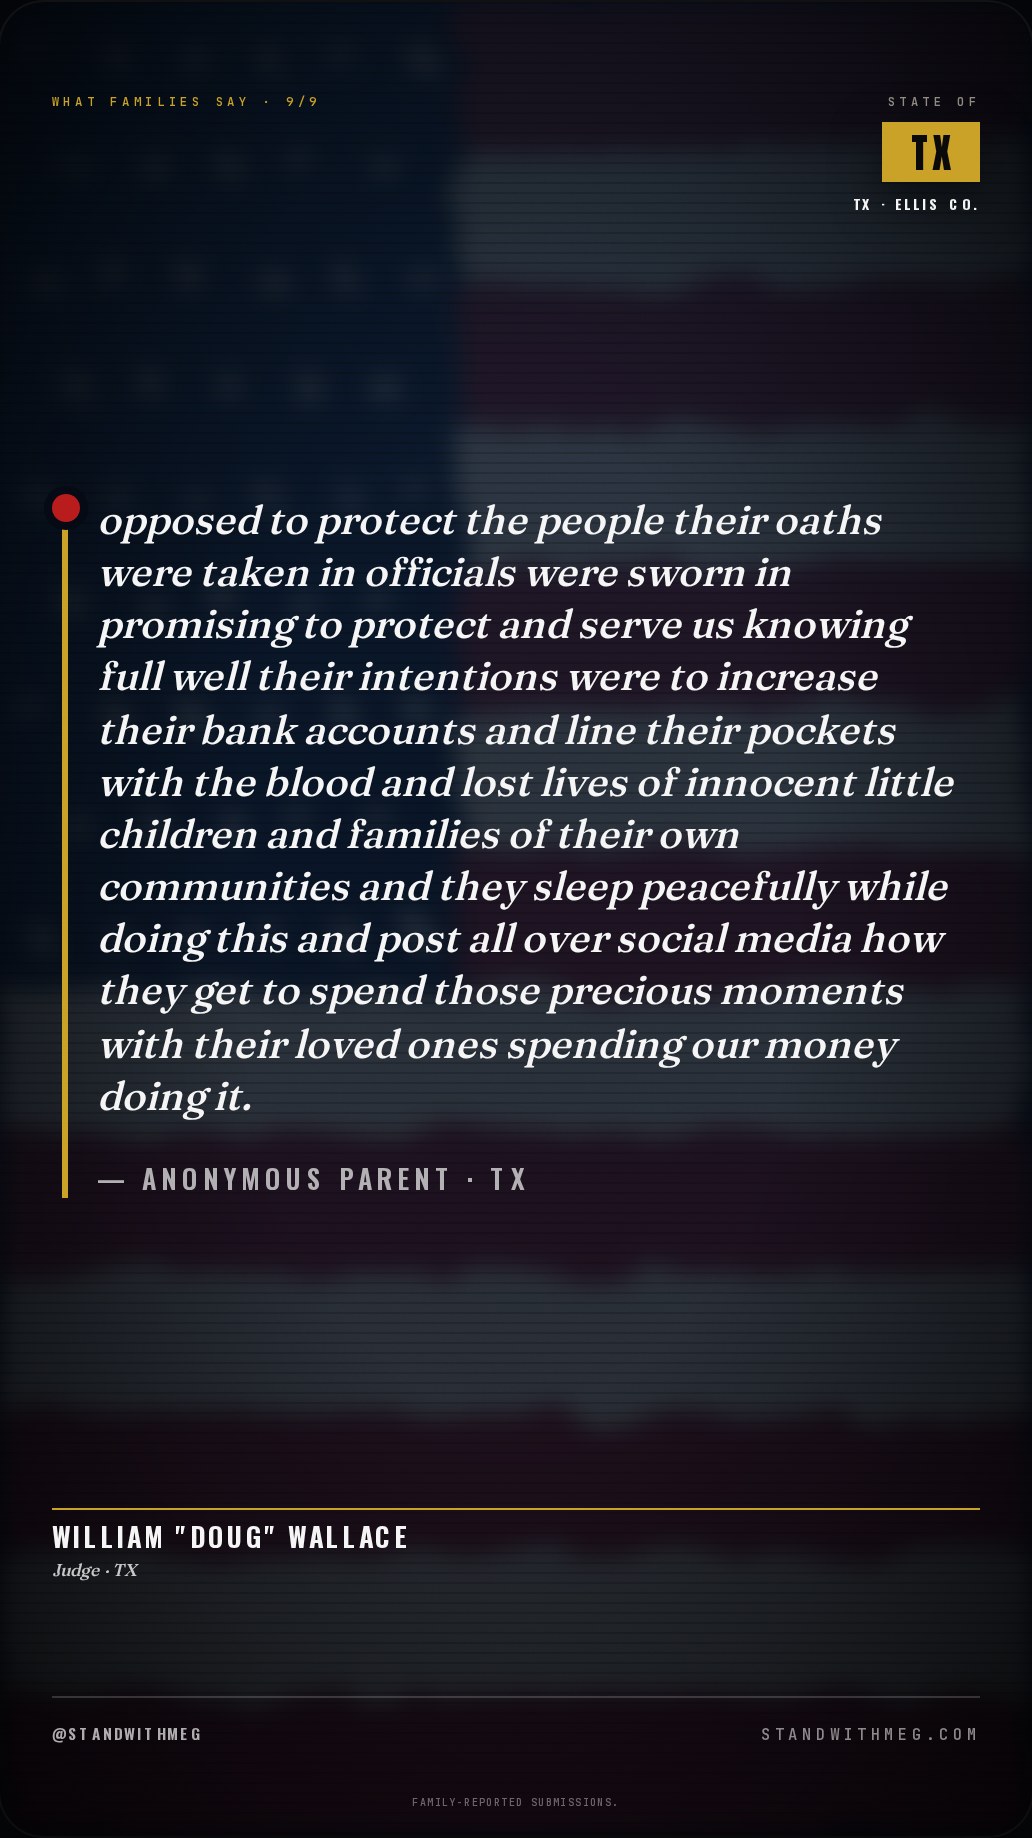 WHAT FAMILIES SAY · 9/9
STATE OF
TX
TX · ELLIS CO.
opposed to protect the people their oaths
were taken in officials were sworn in
promising to protect and serve us knowing
full well their intentions were to increase
their bank accounts and line their pockets
with the blood and lost lives of innocent little
children and families of their own
communities and they sleep peacefully while
doing this and post all over social media how
they get to spend those precious moments
with their loved ones spending our money
doing it.
— ANONYMOUS PARENT · TX
WILLIAM "DOUG" WALLACE
Judge · TX
@STANDWITHMEG
STANDWITHMEG.COM
FAMILY-REPORTED SUBMISSIONS.